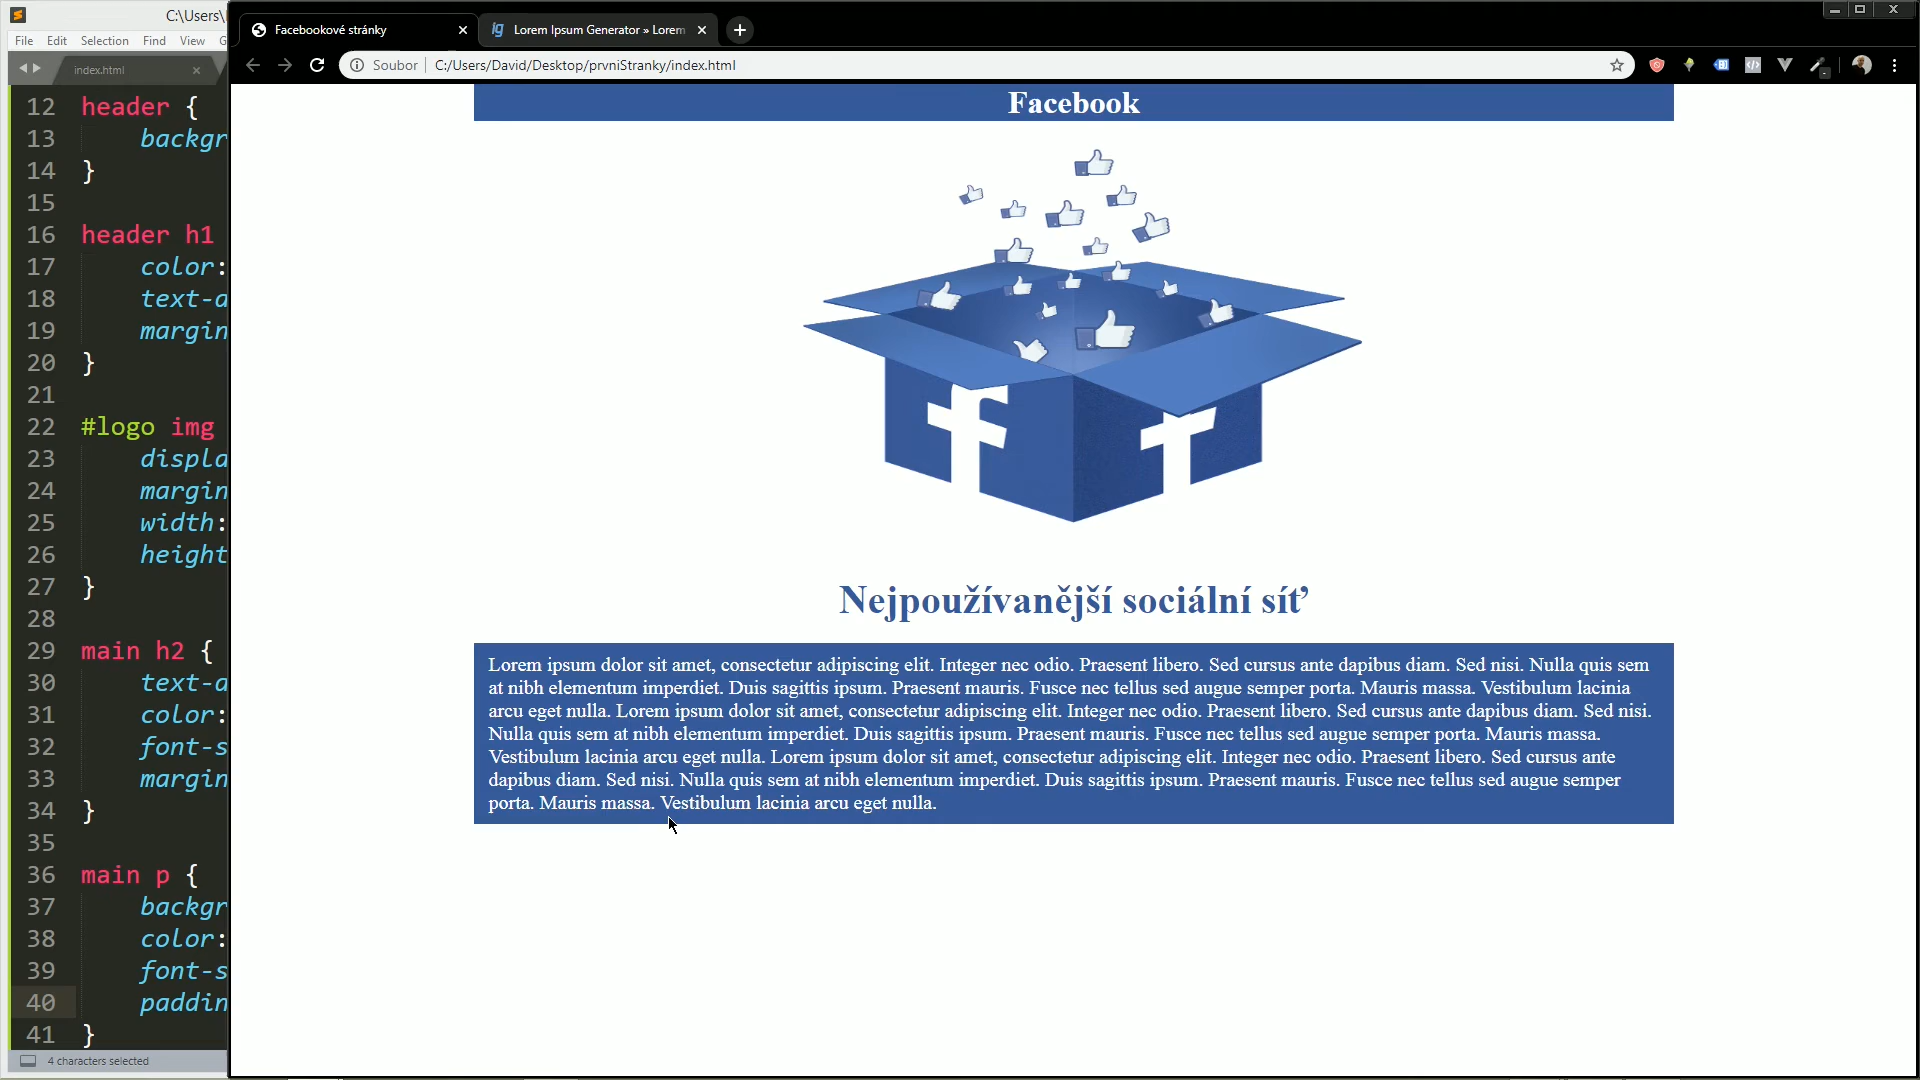 C:\Users\
File Edit Selection Find View G
index.html
12 header {
13 backgr
14 }
15
16 header h1
17 color:
18 text-a
19 margin
20 }
21
22 #logo img
23 displa
24 margin
25 width:
26 height
27 }
28
29 main h2 {
30 text-a
31 color:
32 font-s
33 margin
34 }
35
36 main p {
37 backgr
38 color:
39 font-s
40 paddin
41 }
4 characters selected
Facebookové stránky
Lorem Ipsum Generator » Lorem
Soubor C:/Users/David/Desktop/prvniStranky/index.html
Facebook
Nejpoužívanější sociální síť
Lorem ipsum dolor sit amet, consectetur adipiscing elit. Integer nec odio. Praesent libero. Sed cursus ante dapibus diam. Sed nisi. Nulla quis sem
at nibh elementum imperdiet. Duis sagittis ipsum. Praesent mauris. Fusce nec tellus sed augue semper porta. Mauris massa. Vestibulum lacinia
arcu eget nulla. Lorem ipsum dolor sit amet, consectetur adipiscing elit. Integer nec odio. Praesent libero. Sed cursus ante dapibus diam. Sed nisi.
Nulla quis sem at nibh elementum imperdiet. Duis sagittis ipsum. Praesent mauris. Fusce nec tellus sed augue semper porta. Mauris massa.
Vestibulum lacinia arcu eget nulla. Lorem ipsum dolor sit amet, consectetur adipiscing elit. Integer nec odio. Praesent libero. Sed cursus ante
dapibus diam. Sed nisi. Nulla quis sem at nibh elementum imperdiet. Duis sagittis ipsum. Praesent mauris. Fusce nec tellus sed augue semper
porta. Mauris massa. Vestibulum lacinia arcu eget nulla.